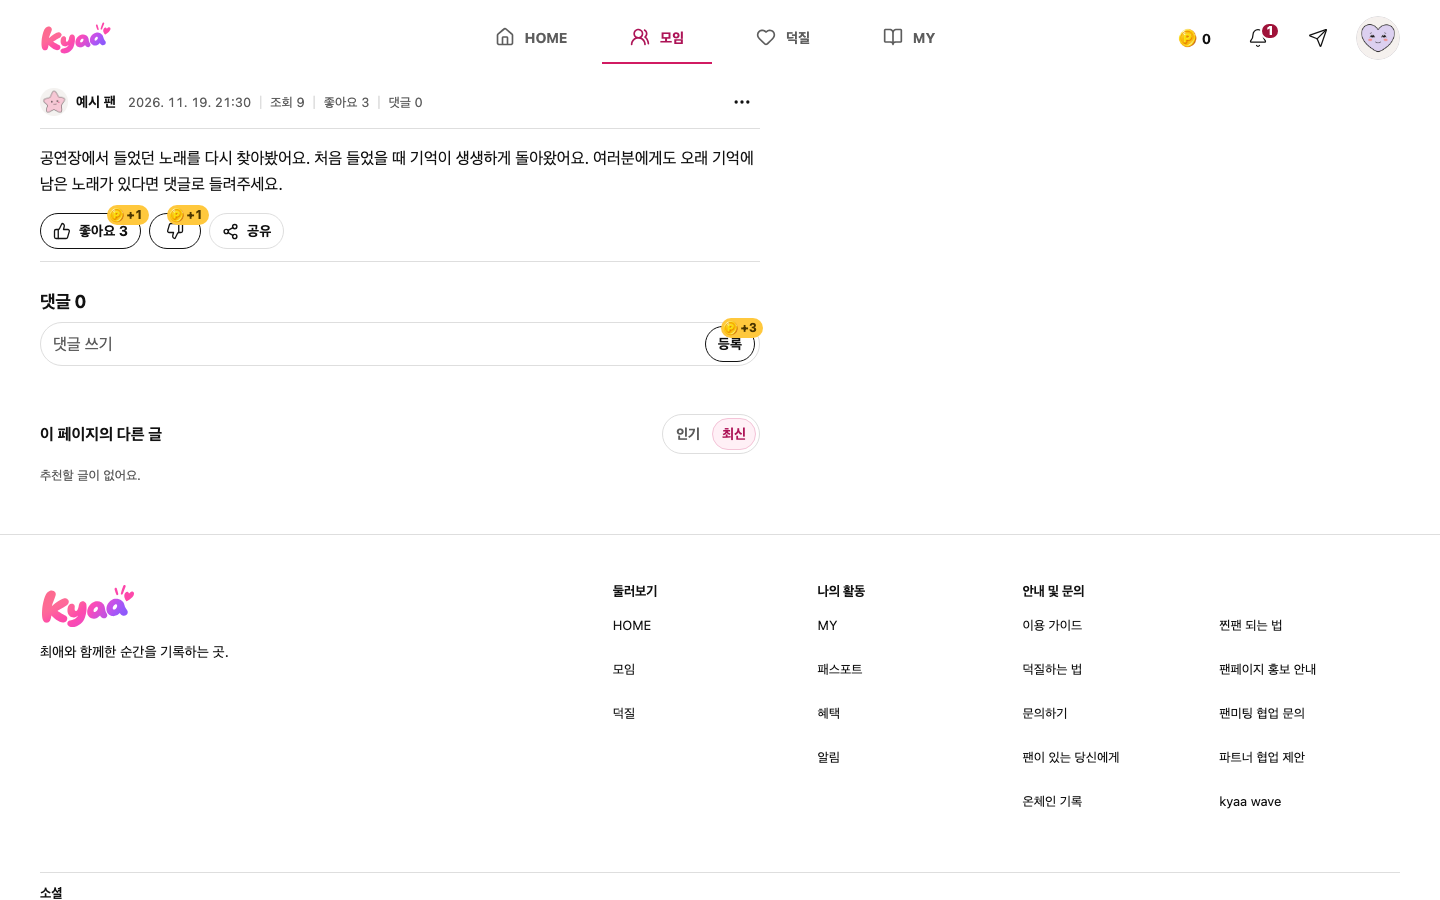 kyaa
HOME
모임
덕질
MY
0
1
예시 팬 2026. 11. 19. 21:30 | 조회 9 | 좋아요 3 | 댓글 0
공연장에서 들었던 노래를 다시 찾아봤어요. 처음 들었을 때 기억이 생생하게 돌아왔어요. 여러분에게도 오래 기억에
남은 노래가 있다면 댓글로 들려주세요.
좋아요 3
+1
+1
공유
댓글 0
댓글 쓰기
등록
+3
이 페이지의 다른 글
인기
최신
추천할 글이 없어요.
kyaa
최애와 함께한 순간을 기록하는 곳.
둘러보기
HOME
모임
덕질
나의 활동
MY
패스포트
혜택
알림
안내 및 문의
이용 가이드
덕질하는 법
문의하기
팬이 있는 당신에게
온체인 기록
찐팬 되는 법
팬페이지 홍보 안내
팬미팅 협업 문의
파트너 협업 제안
kyaa wave
소셜